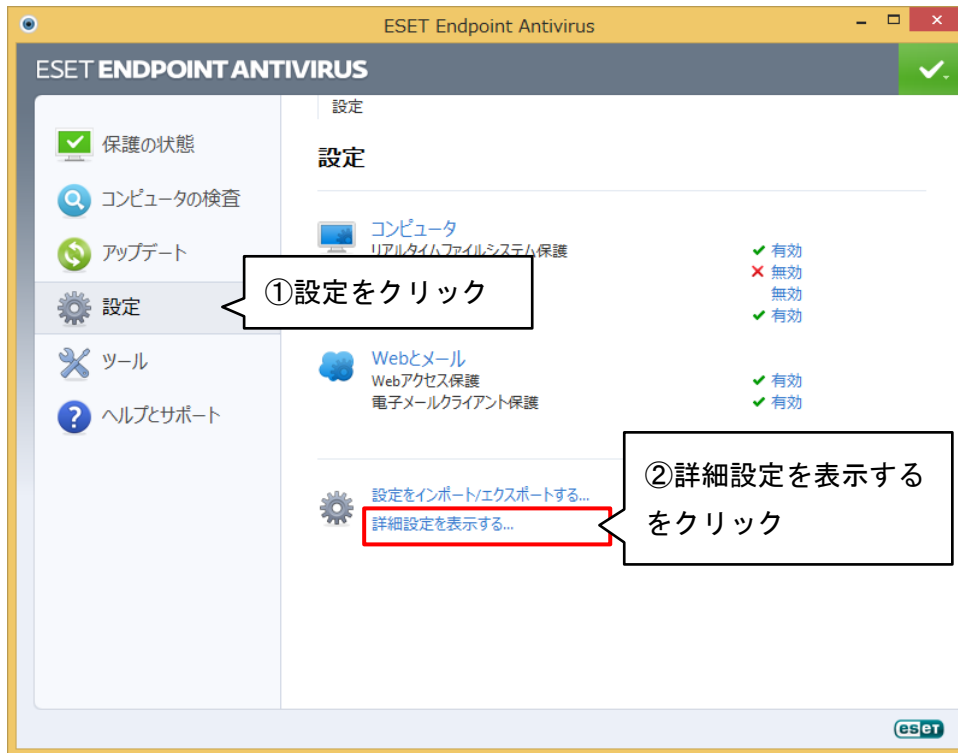 ESET Endpoint Antivirus
ESET ENDPOINT ANTIVIRUS
保護の状態
コンピュータの検査
アップデート
設定
ツール
ヘルプとサポート
設定
設定
コンピュータ
リアルタイムファイルシステム保護
有効
無効
無効
有効
①設定をクリック
Webとメール
Webアクセス保護
有効
電子メールクライアント保護
有効
設定をインポート/エクスポートする...
詳細設定を表示する...
②詳細設定を表示する
をクリック
eset